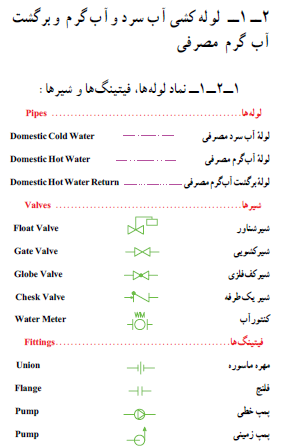 ۲ــ۱ــ لوله کشی آب سرد و آب گرم و برگشت
آب گرم مصرفی
۱ــ۲ــ۱ــ نماد لوله‌ها، فیتینگ‌ها و شیرها :
Pipes ............ لوله‌ها
Domestic Cold Water لولهٔ آب سرد مصرفی
Domestic Hot Water لولهٔ آب گرم مصرفی
Domestic Hot Water Return لولهٔ برگشت آب گرم مصرفی
Valves ............ شیرها
Float Valve شیر شناور
Gate Valve شیر کشویی
Globe Valve شیر کف فلزی
Chesk Valve شیر یک طرفه
Water Meter WM کنتور آب
Fittings ............ فیتینگ‌ها
Union مهره ماسوره
Flange فلنج
Pump پمپ خطی
Pump پمپ زمینی